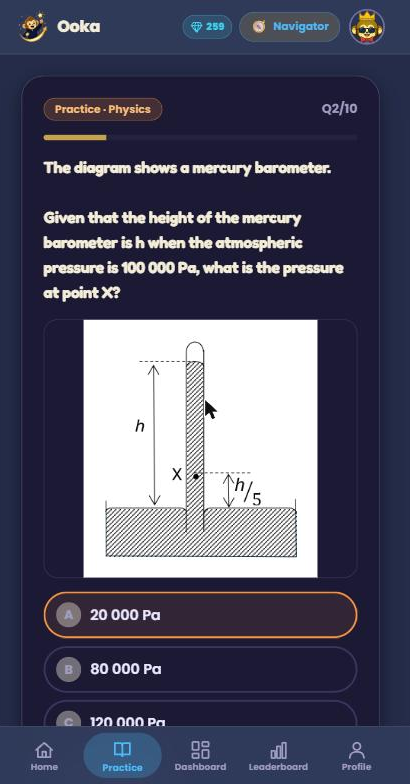 Ooka
259
Navigator
Practice · Physics
Q2/10
The diagram shows a mercury barometer.
Given that the height of the mercury
barometer is h when the atmospheric
pressure is 100 000 Pa, what is the pressure
at point X?
h
X
h/5
A 20 000 Pa
B 80 000 Pa
C 120 000 Pa
Home
Practice
Dashboard
Leaderboard
Profile